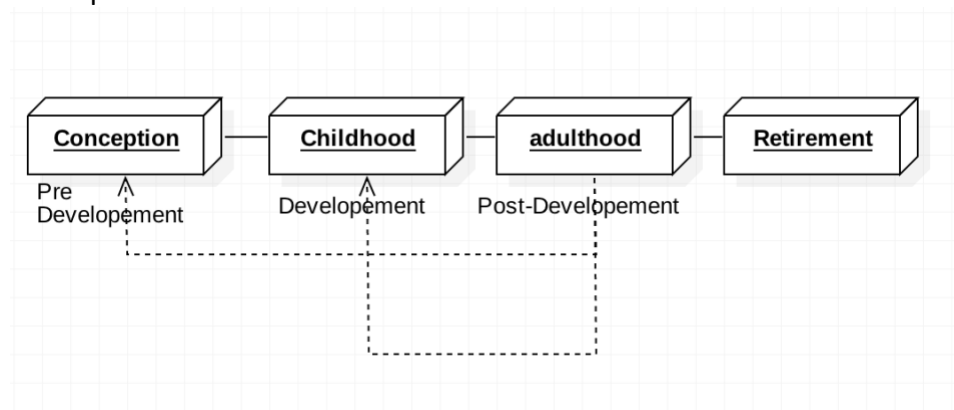 Conception
Childhood
adulthood
Retirement
Pre
Developement
Developement
Post-Developement